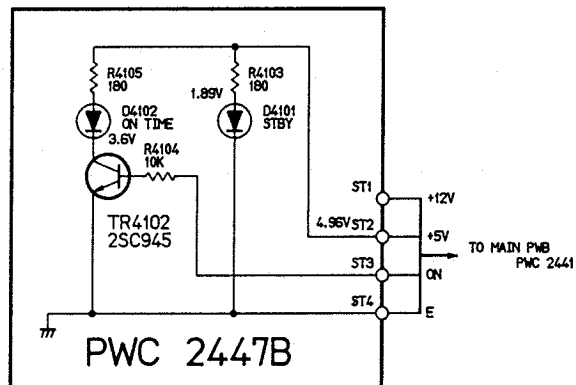 R4105
180
R4103
180
1.89V
D4102
ON TIME
3.6V
D4101
STBY
R4104
10K
TR4102
2SC945
ST1
+12V
4.96V ST2
+5V
TO MAIN PWB
PWC 2441
ST3
ON
ST4
E
PWC 2447B